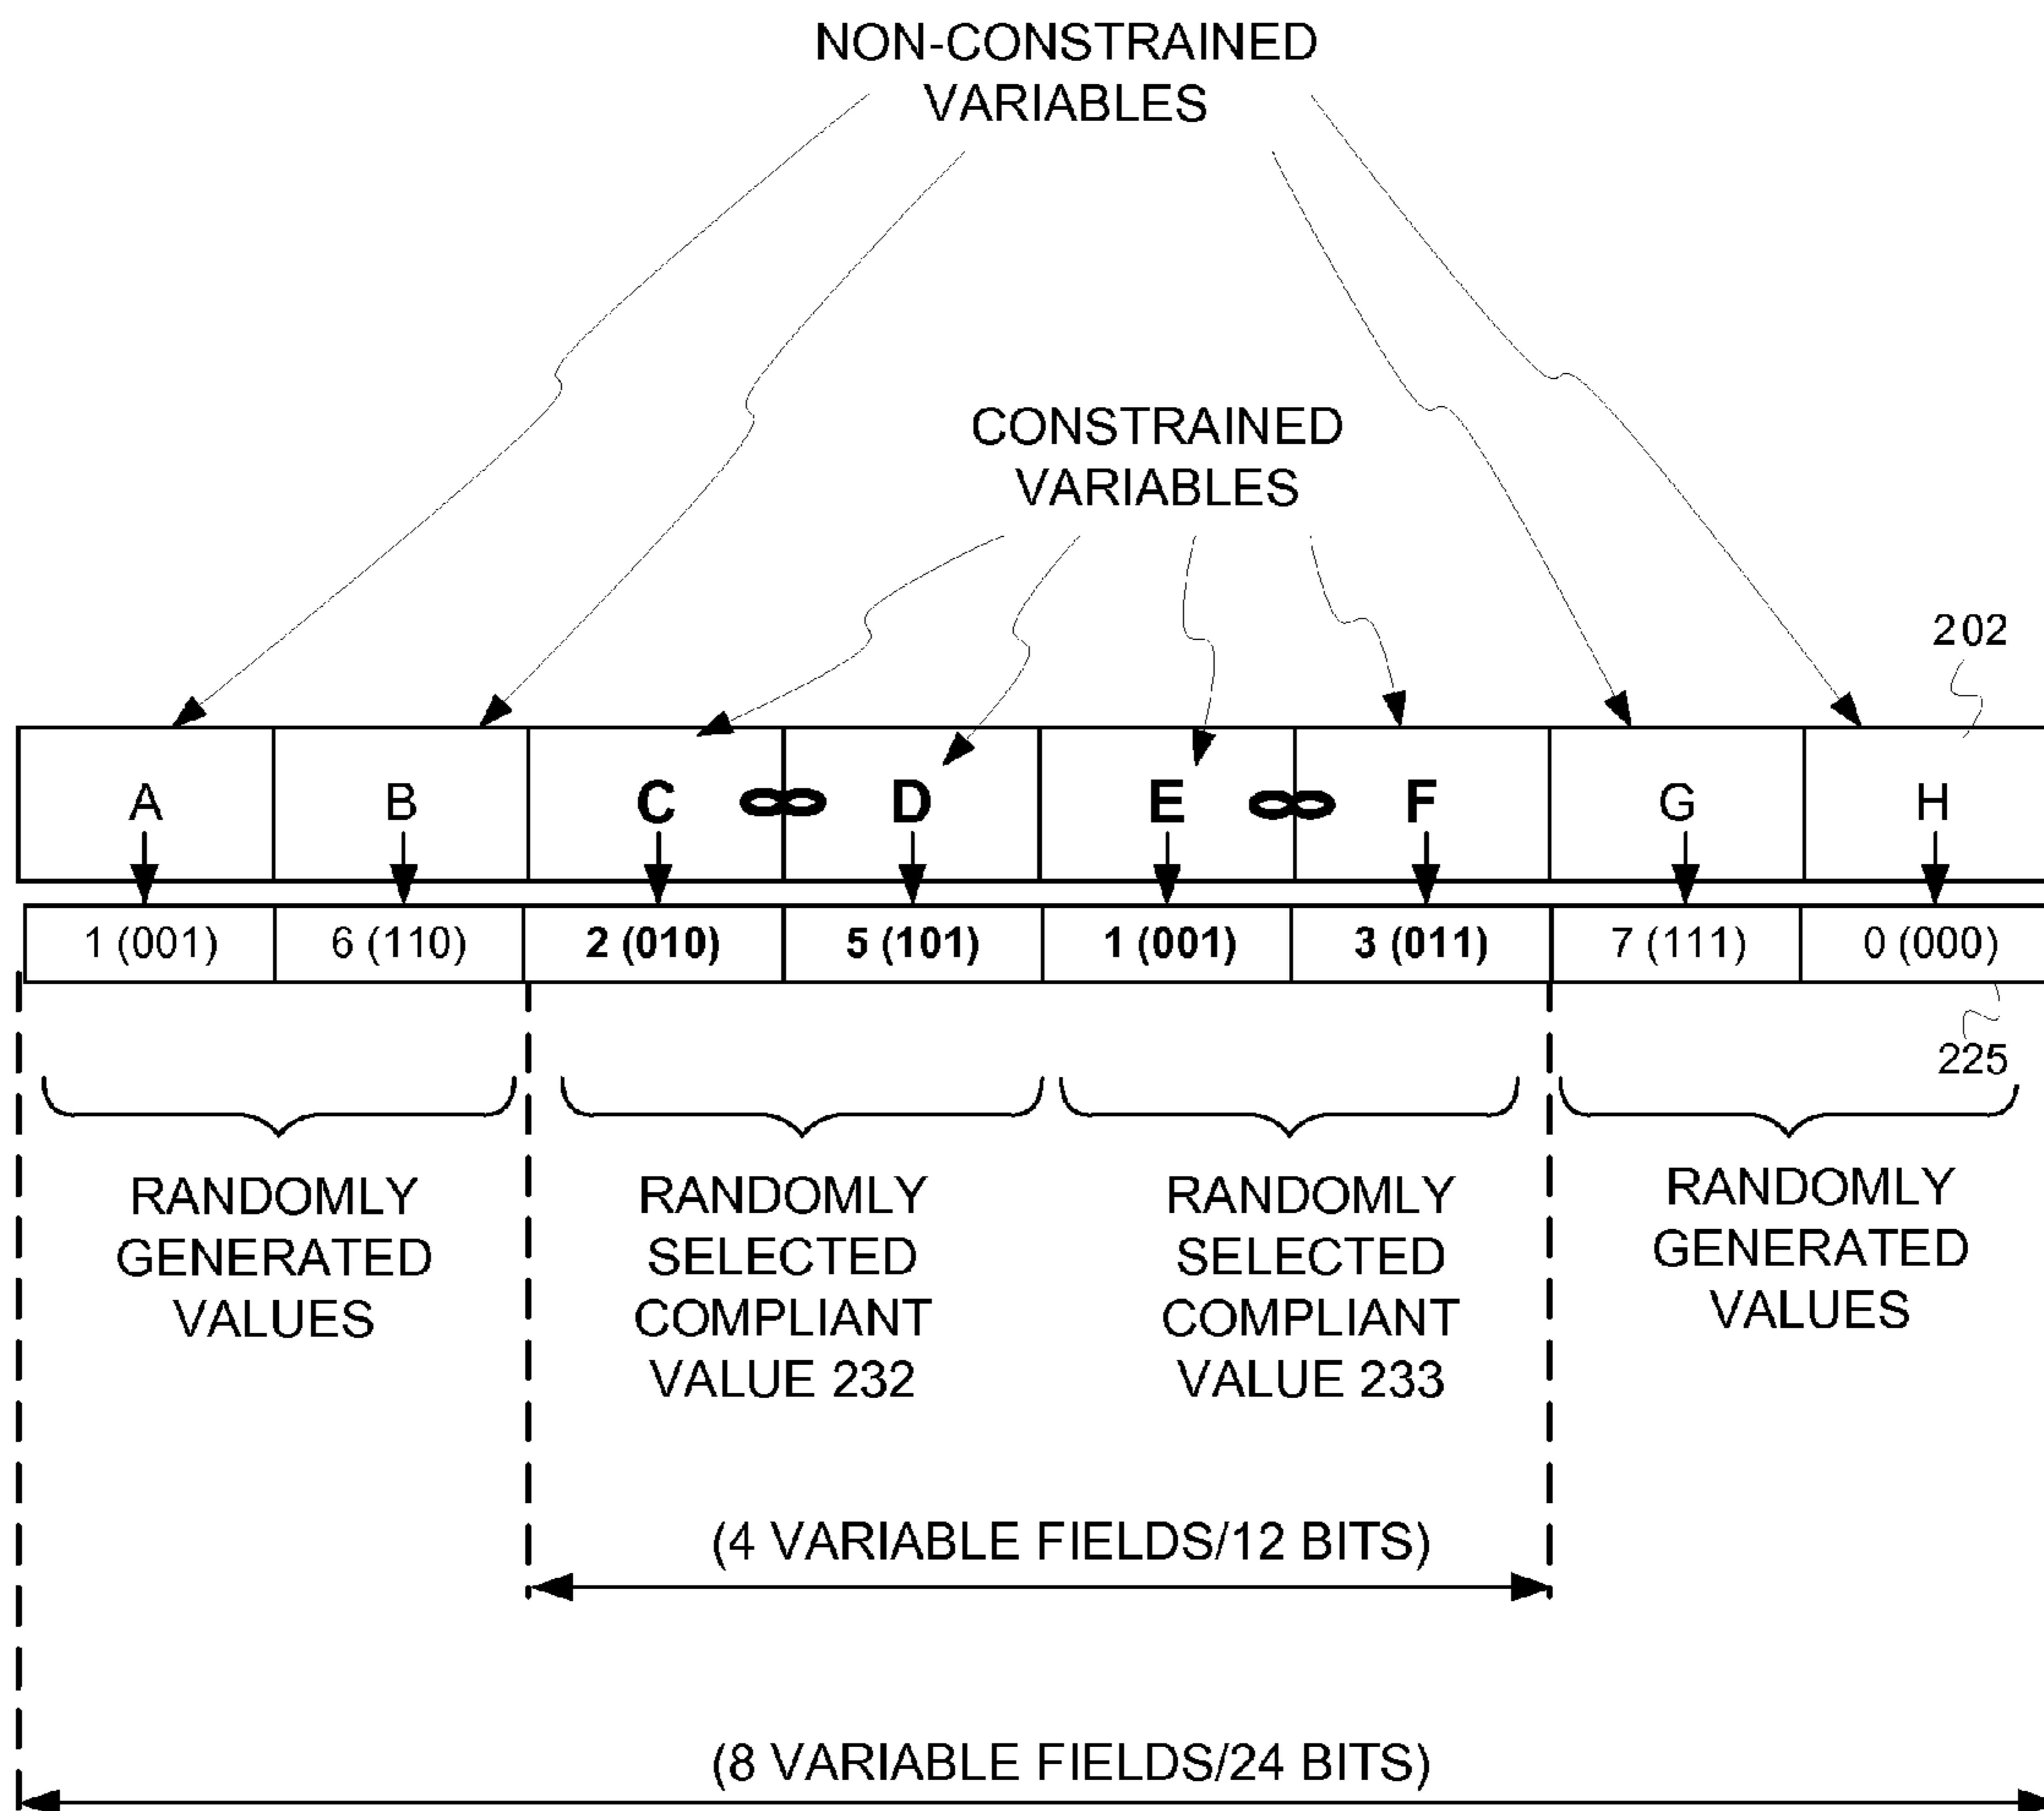 NON-CONSTRAINED
VARIABLES
CONSTRAINED
VARIABLES
202
A B C ∞ D E ∞ F G H
1 (001) 6 (110) 2 (010) 5 (101) 1 (001) 3 (011) 7 (111) 0 (000)
225
RANDOMLY
GENERATED
VALUES
RANDOMLY
SELECTED
COMPLIANT
VALUE 232
RANDOMLY
SELECTED
COMPLIANT
VALUE 233
RANDOMLY
GENERATED
VALUES
(4 VARIABLE FIELDS/12 BITS)
(8 VARIABLE FIELDS/24 BITS)